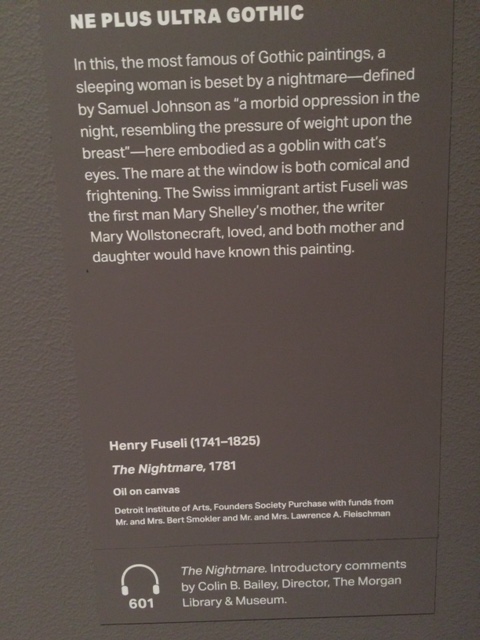 NE PLUS ULTRA GOTHIC
In this, the most famous of Gothic paintings, a
sleeping woman is beset by a nightmare—defined
by Samuel Johnson as "a morbid oppression in the
night, resembling the pressure of weight upon the
breast"—here embodied as a goblin with cat's
eyes. The mare at the window is both comical and
frightening. The Swiss immigrant artist Fuseli was
the first man Mary Shelley's mother, the writer
Mary Wollstonecraft, loved, and both mother and
daughter would have known this painting.
Henry Fuseli (1741–1825)
The Nightmare, 1781
Oil on canvas
Detroit Institute of Arts, Founders Society Purchase with funds from
Mr. and Mrs. Bert Smokler and Mr. and Mrs. Lawrence A. Fleischman
The Nightmare. Introductory comments
by Colin B. Bailey, Director, The Morgan
Library & Museum.
601